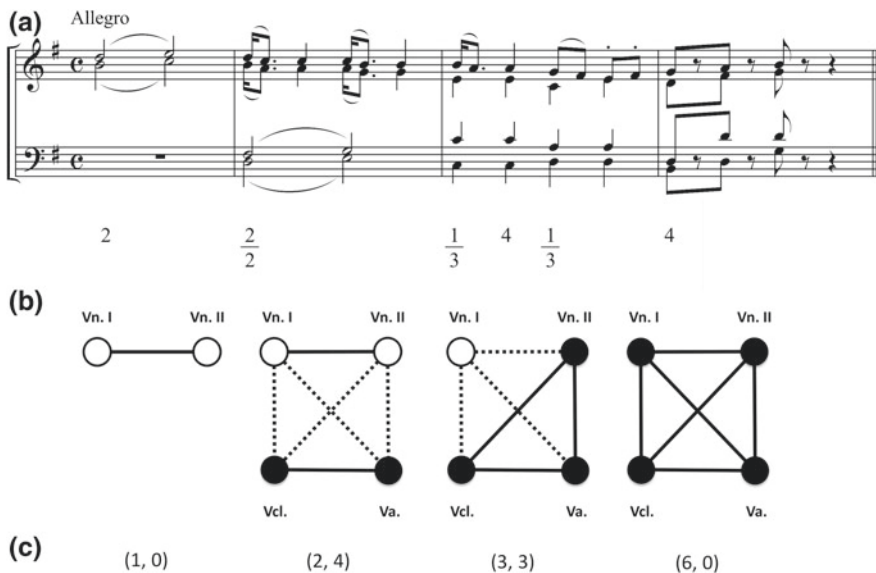 (a)
Allegro
2 2/2 1/3 4 1/3 4
(b)
Vn. I Vn. II Vn. I Vn. II Vn. I Vn. II Vn. I Vn. II
Vcl. Va. Vcl. Va. Vcl. Va.
(c)
(1, 0) (2, 4) (3, 3) (6, 0)